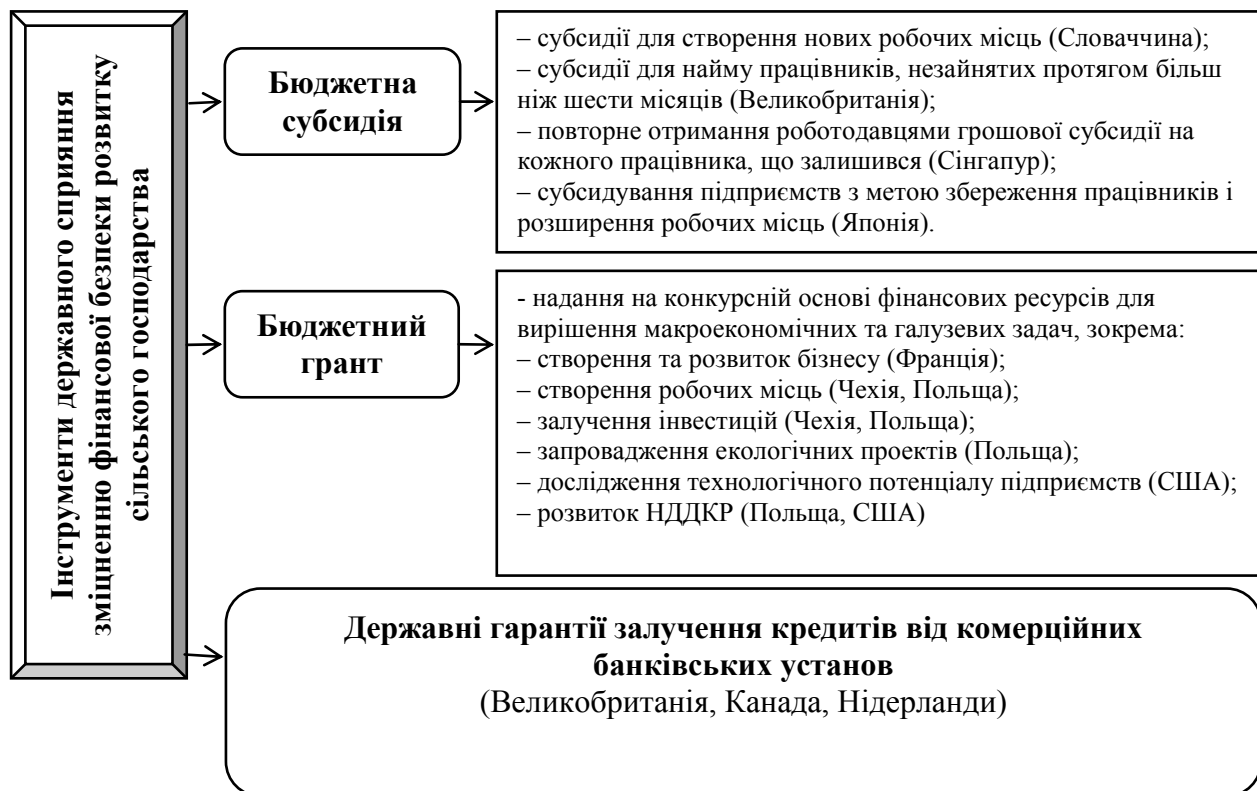 Інструменти державного сприяння
зміцненню фінансової безпеки розвитку
сільського господарства
Бюджетна
субсидія
– субсидії для створення нових робочих місць (Словаччина);
– субсидії для найму працівників, незайнятих протягом більш
ніж шести місяців (Великобританія);
– повторне отримання роботодавцями грошової субсидії на
кожного працівника, що залишився (Сінгапур);
– субсидування підприємств з метою збереження працівників і
розширення робочих місць (Японія).
Бюджетний
грант
- надання на конкурсній основі фінансових ресурсів для
вирішення макроекономічних та галузевих задач, зокрема:
– створення та розвиток бізнесу (Франція);
– створення робочих місць (Чехія, Польща);
– залучення інвестицій (Чехія, Польща);
– запровадження екологічних проектів (Польща);
– дослідження технологічного потенціалу підприємств (США);
– розвиток НДДКР (Польща, США)
Державні гарантії залучення кредитів від комерційних
банківських установ
(Великобританія, Канада, Нідерланди)